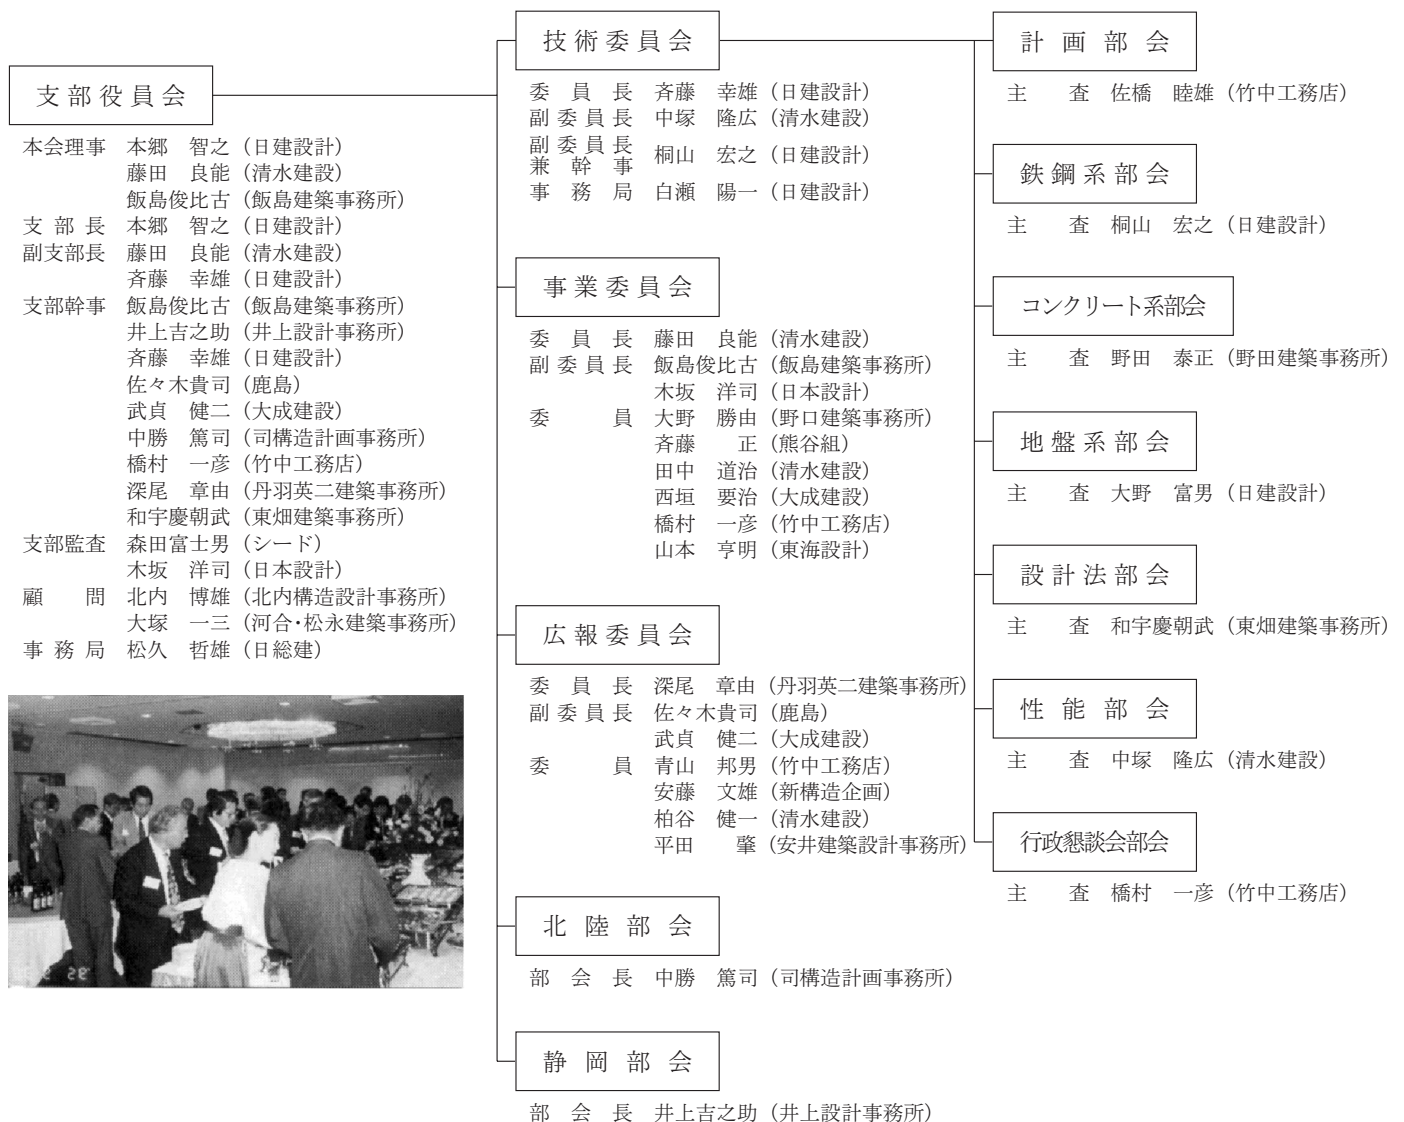 支部役員会
本会理事 本郷 智之（日建設計）
藤田 良能（清水建設）
飯島俊比古（飯島建築事務所）
支部長 本郷 智之（日建設計）
副支部長 藤田 良能（清水建設）
斉藤 幸雄（日建設計）
支部幹事 飯島俊比古（飯島建築事務所）
井上吉之助（井上設計事務所）
斉藤 幸雄（日建設計）
佐々木貴司（鹿島）
武貞 健二（大成建設）
中勝 篤司（司構造計画事務所）
橋村 一彦（竹中工務店）
深尾 章由（丹羽英二建築事務所）
和宇慶朝武（東畑建築事務所）
支部監査 森田富士男（シード）
木坂 洋司（日本設計）
顧問 北内 博雄（北内構造設計事務所）
大塚 一三（河合・松永建築事務所）
事務局 松久 哲雄（日総建）
技術委員会
委員長 斉藤 幸雄（日建設計）
副委員長 中塚 隆広（清水建設）
副委員長
兼幹事 桐山 宏之（日建設計）
事務局 白瀬 陽一（日建設計）
事業委員会
委員長 藤田 良能（清水建設）
副委員長 飯島俊比古（飯島建築事務所）
木坂 洋司（日本設計）
委員 大野 勝由（野口建築事務所）
斉藤 正（熊谷組）
田中 道治（清水建設）
西垣 要治（大成建設）
橋村 一彦（竹中工務店）
山本 亨明（東海設計）
広報委員会
委員長 深尾 章由（丹羽英二建築事務所）
副委員長 佐々木貴司（鹿島）
武貞 健二（大成建設）
委員 青山 邦男（竹中工務店）
安藤 文雄（新構造企画）
柏谷 健一（清水建設）
平田 肇（安井建築設計事務所）
北陸部会
部会長 中勝 篤司（司構造計画事務所）
静岡部会
部会長 井上吉之助（井上設計事務所）
計画部会
主査 佐橋 睦雄（竹中工務店）
鉄鋼系部会
主査 桐山 宏之（日建設計）
コンクリート系部会
主査 野田 泰正（野田建築事務所）
地盤系部会
主査 大野 富男（日建設計）
設計法部会
主査 和宇慶朝武（東畑建築事務所）
性能部会
主査 中塚 隆広（清水建設）
行政懇談会部会
主査 橋村 一彦（竹中工務店）